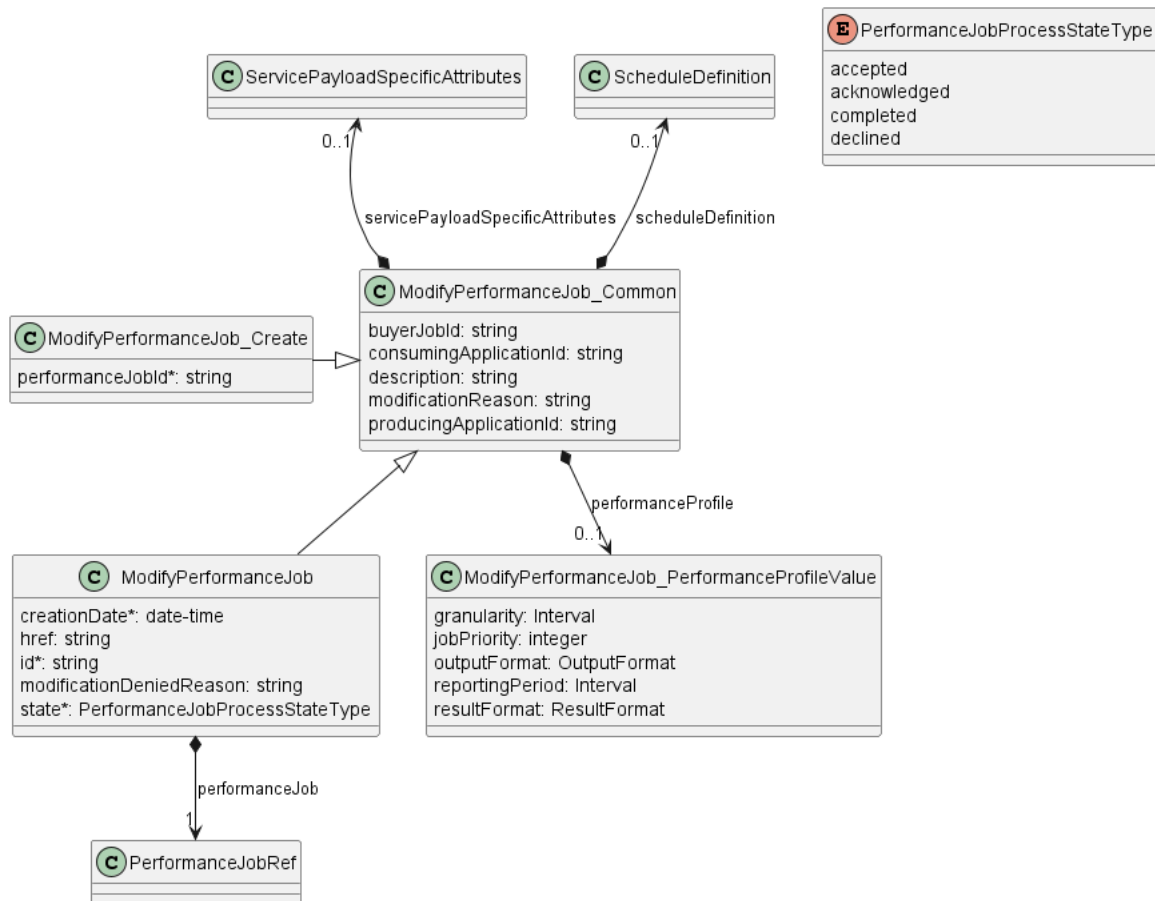 E PerformanceJobProcessStateType
accepted
acknowledged
completed
declined
C ServicePayloadSpecificAttributes
C ScheduleDefinition
0..1
0..1
servicePayloadSpecificAttributes
scheduleDefinition
C ModifyPerformanceJob_Common
buyerJobId: string
consumingApplicationId: string
description: string
modificationReason: string
producingApplicationId: string
C ModifyPerformanceJob_Create
performanceJobId*: string
performanceProfile
0..1
C ModifyPerformanceJob
creationDate*: date-time
href: string
id*: string
modificationDeniedReason: string
state*: PerformanceJobProcessStateType
C ModifyPerformanceJob_PerformanceProfileValue
granularity: Interval
jobPriority: integer
outputFormat: OutputFormat
reportingPeriod: Interval
resultFormat: ResultFormat
performanceJob
1
C PerformanceJobRef